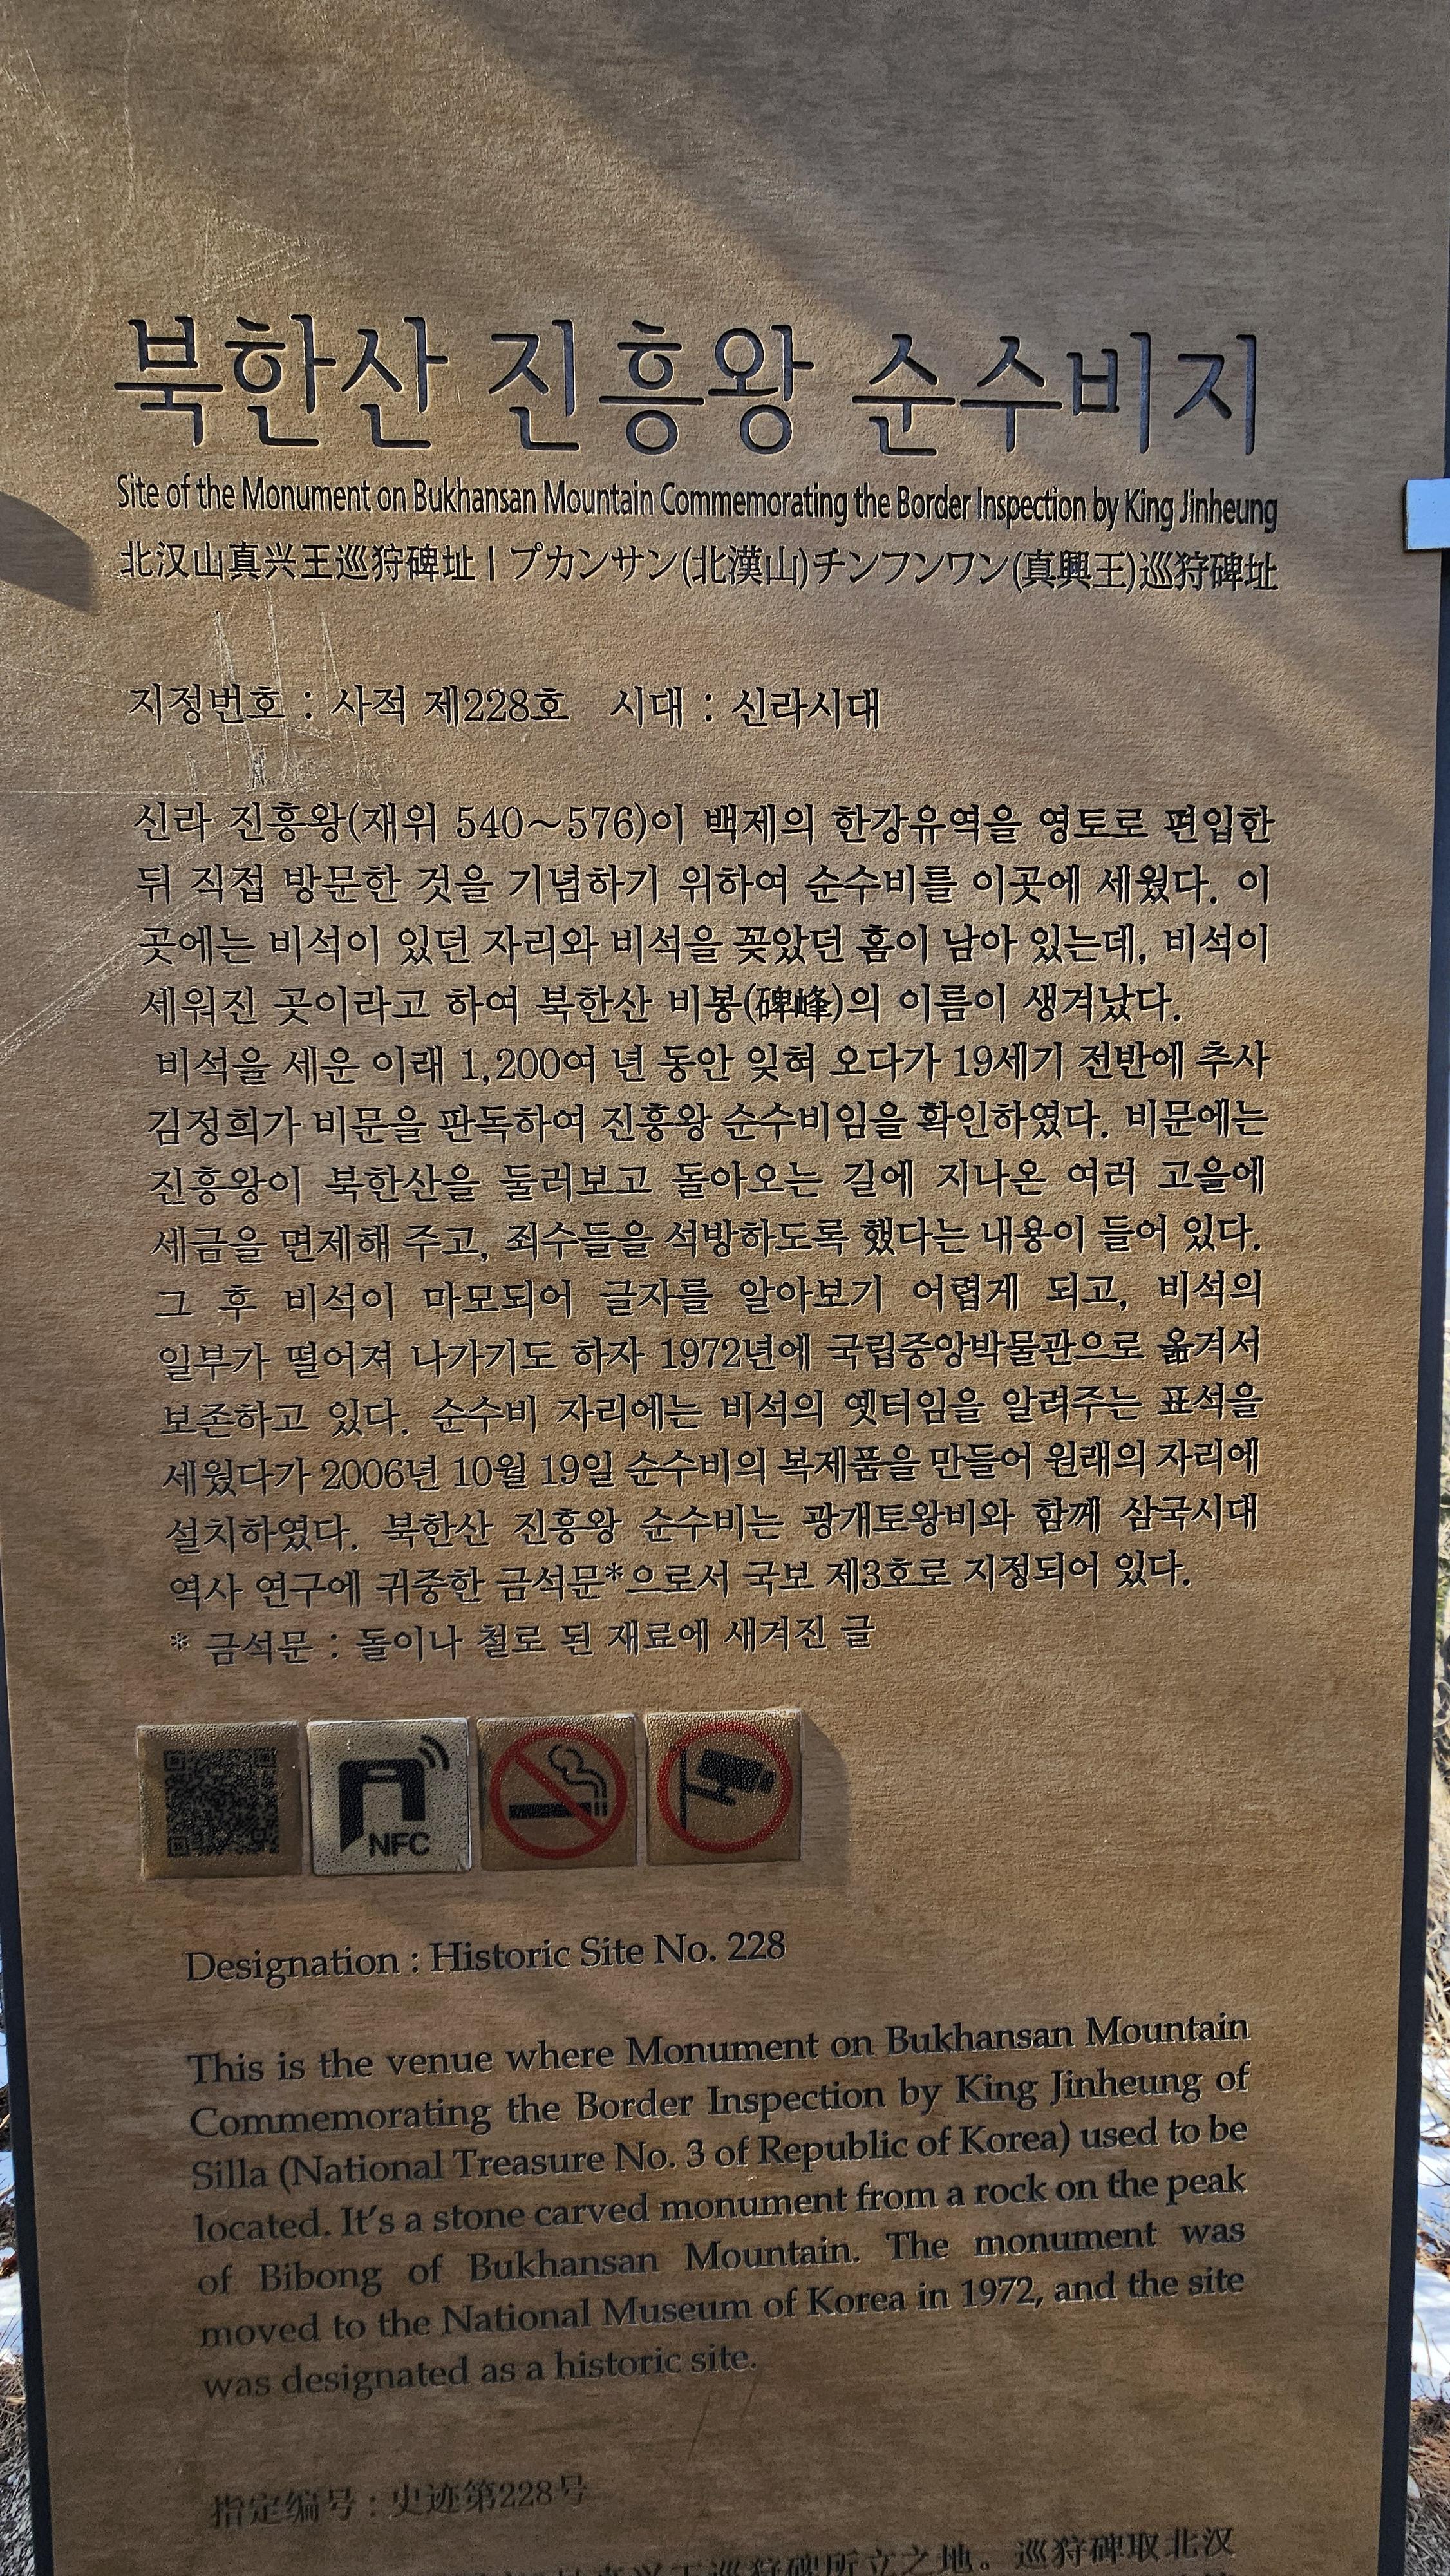 북한산 진흥왕 순수비지
Site of the Monument on Bukhansan Mountain Commemorating the Border Inspection by King Jinheung
北汉山真兴王巡狩碑址 | プカンサン(北漢山)チンフンワン(真興王)巡狩碑址
지정번호 : 사적 제228호 시대 : 신라시대
신라 진흥왕(재위 540~576)이 백제의 한강유역을 영토로 편입한
뒤 직접 방문한 것을 기념하기 위하여 순수비를 이곳에 세웠다. 이
곳에는 비석이 있던 자리와 비석을 꽂았던 홈이 남아 있는데, 비석이
세워진 곳이라고 하여 북한산 비봉(碑峰)의 이름이 생겨났다.
비석을 세운 이래 1,200여 년 동안 잊혀 오다가 19세기 전반에 추사
김정희가 비문을 판독하여 진흥왕 순수비임을 확인하였다. 비문에는
진흥왕이 북한산을 둘러보고 돌아오는 길에 지나온 여러 고을에
세금을 면제해 주고, 죄수들을 석방하도록 했다는 내용이 들어 있다.
그 후 비석이 마모되어 글자를 알아보기 어렵게 되고, 비석의
일부가 떨어져 나가기도 하자 1972년에 국립중앙박물관으로 옮겨서
보존하고 있다. 순수비 자리에는 비석의 옛터임을 알려주는 표석을
세웠다가 2006년 10월 19일 순수비의 복제품을 만들어 원래의 자리에
설치하였다. 북한산 진흥왕 순수비는 광개토왕비와 함께 삼국시대
역사 연구에 귀중한 금석문*으로서 국보 제3호로 지정되어 있다.
* 금석문 : 돌이나 철로 된 재료에 새겨진 글
NFC
Designation : Historic Site No. 228
This is the venue where Monument on Bukhansan Mountain
Commemorating the Border Inspection by King Jinheung of
Silla (National Treasure No. 3 of Republic of Korea) used to be
located. It's a stone carved monument from a rock on the peak
of Bibong of Bukhansan Mountain. The monument was
moved to the National Museum of Korea in 1972, and the site
was designated as a historic site.
指定编号 : 史迹第228号
真兴王巡狩碑所立之地。巡狩碑取北汉